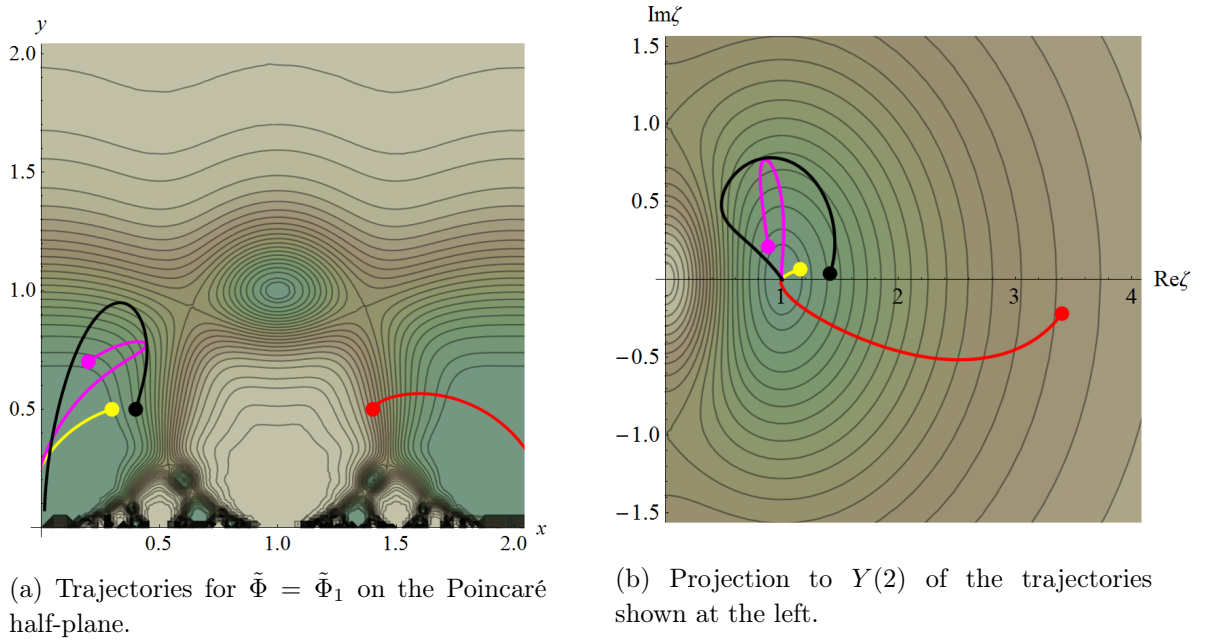 y
2.0
1.5
1.0
0.5
0.5
1.0
1.5
2.0
x
(a) Trajectories for Φ̃ = Φ̃₁ on the Poincaré
half-plane.
Imζ
1.5
1.0
0.5
1
2
3
4
Reζ
−0.5
−1.0
−1.5
(b) Projection to Y(2) of the trajectories
shown at the left.